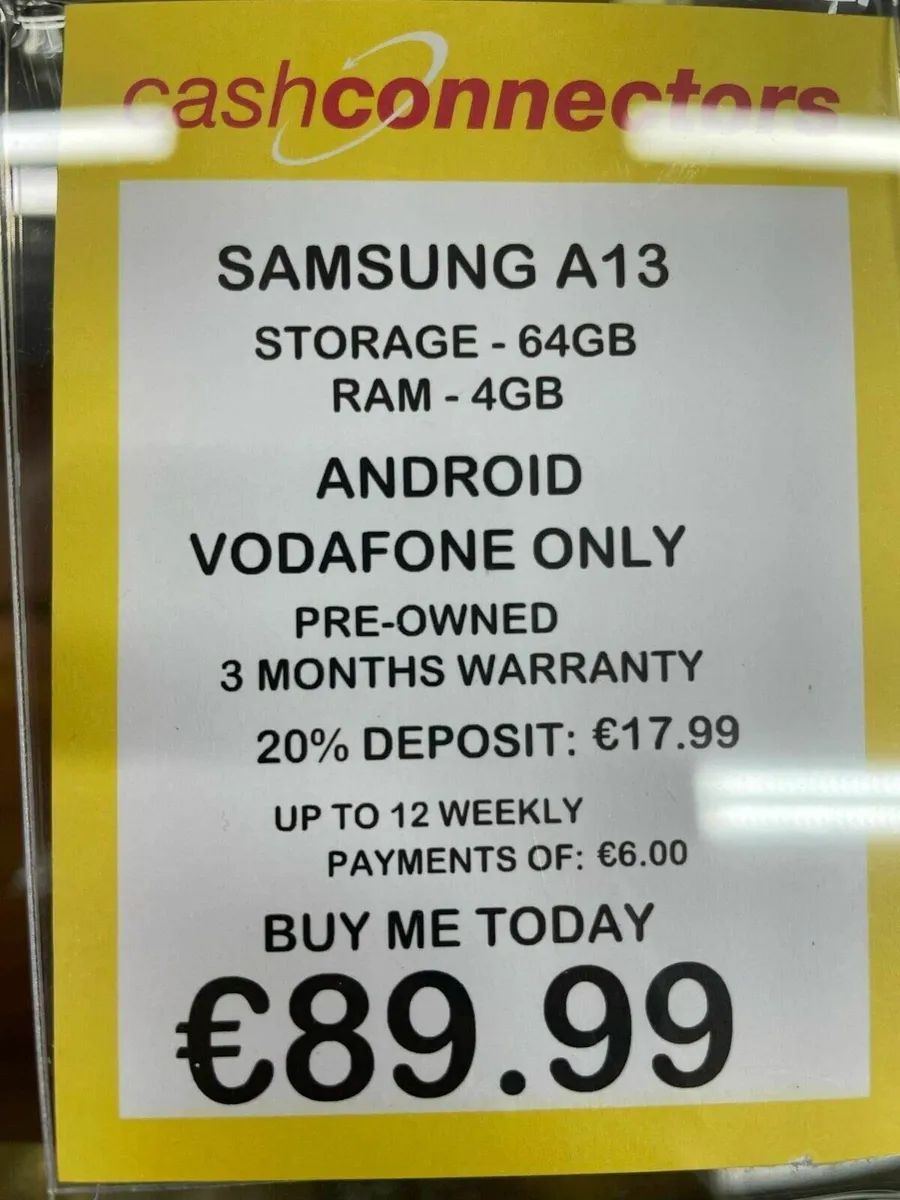 cashconnectors
SAMSUNG A13
STORAGE - 64GB
RAM - 4GB
ANDROID
VODAFONE ONLY
PRE-OWNED
3 MONTHS WARRANTY
20% DEPOSIT: €17.99
UP TO 12 WEEKLY
PAYMENTS OF: €6.00
BUY ME TODAY
€89.99